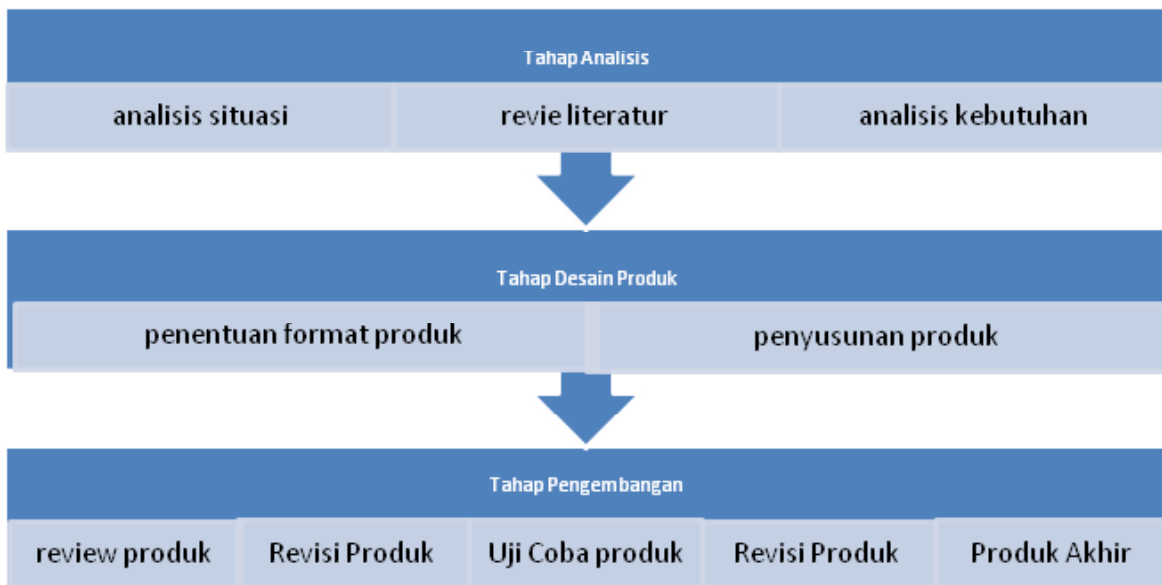 Tahap Analisis
analisis situasi
revie literatur
analisis kebutuhan
Tahap Desain Produk
penentuan format produk
penyusunan produk
Tahap Pengembangan
review produk
Revisi Produk
Uji Coba produk
Revisi Produk
Produk Akhir